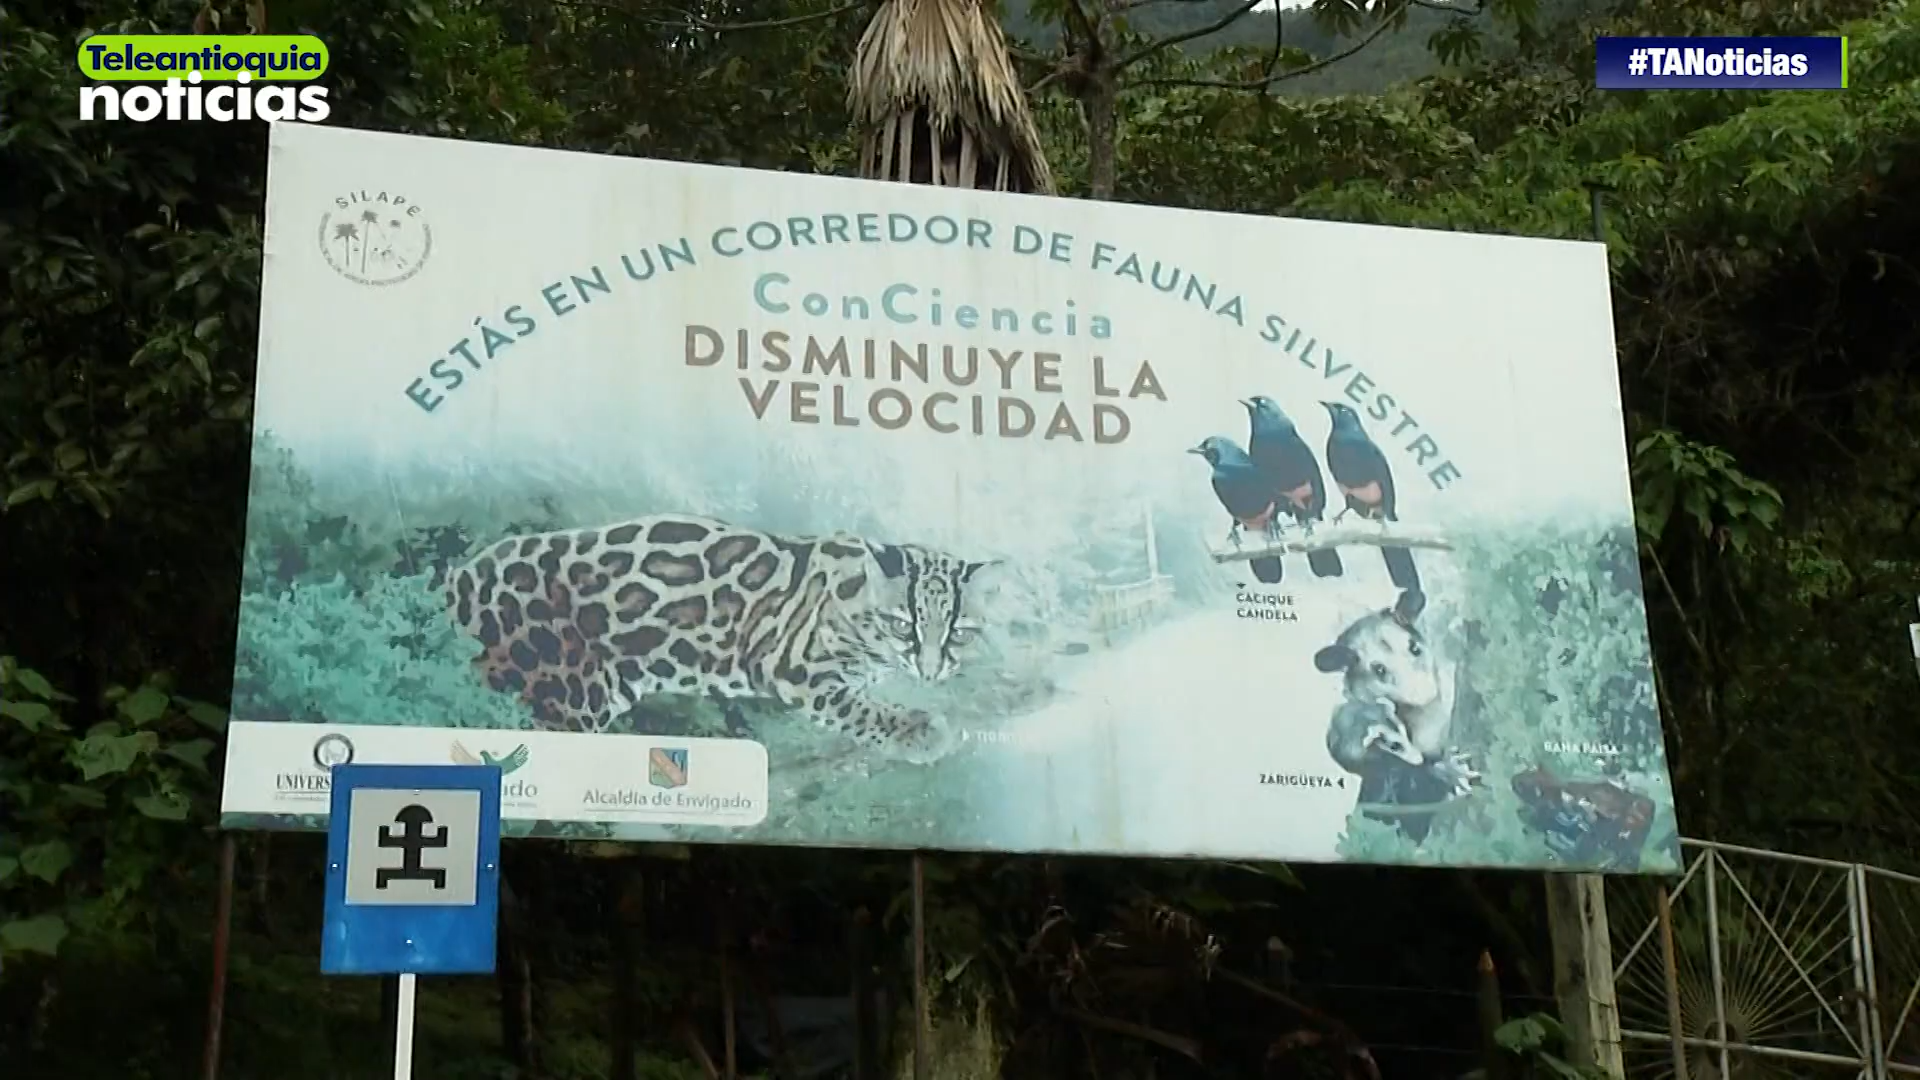 Teleantioquia
noticias
#TANoticias
SILAPE
ESTÁS EN UN CORREDOR DE FAUNA SILVESTRE
ConCiencia
DISMINUYE LA
VELOCIDAD
CACIQUE
CANDELA
ZARIGÜEYA
RANA PAISA
Alcaldía de Envigado